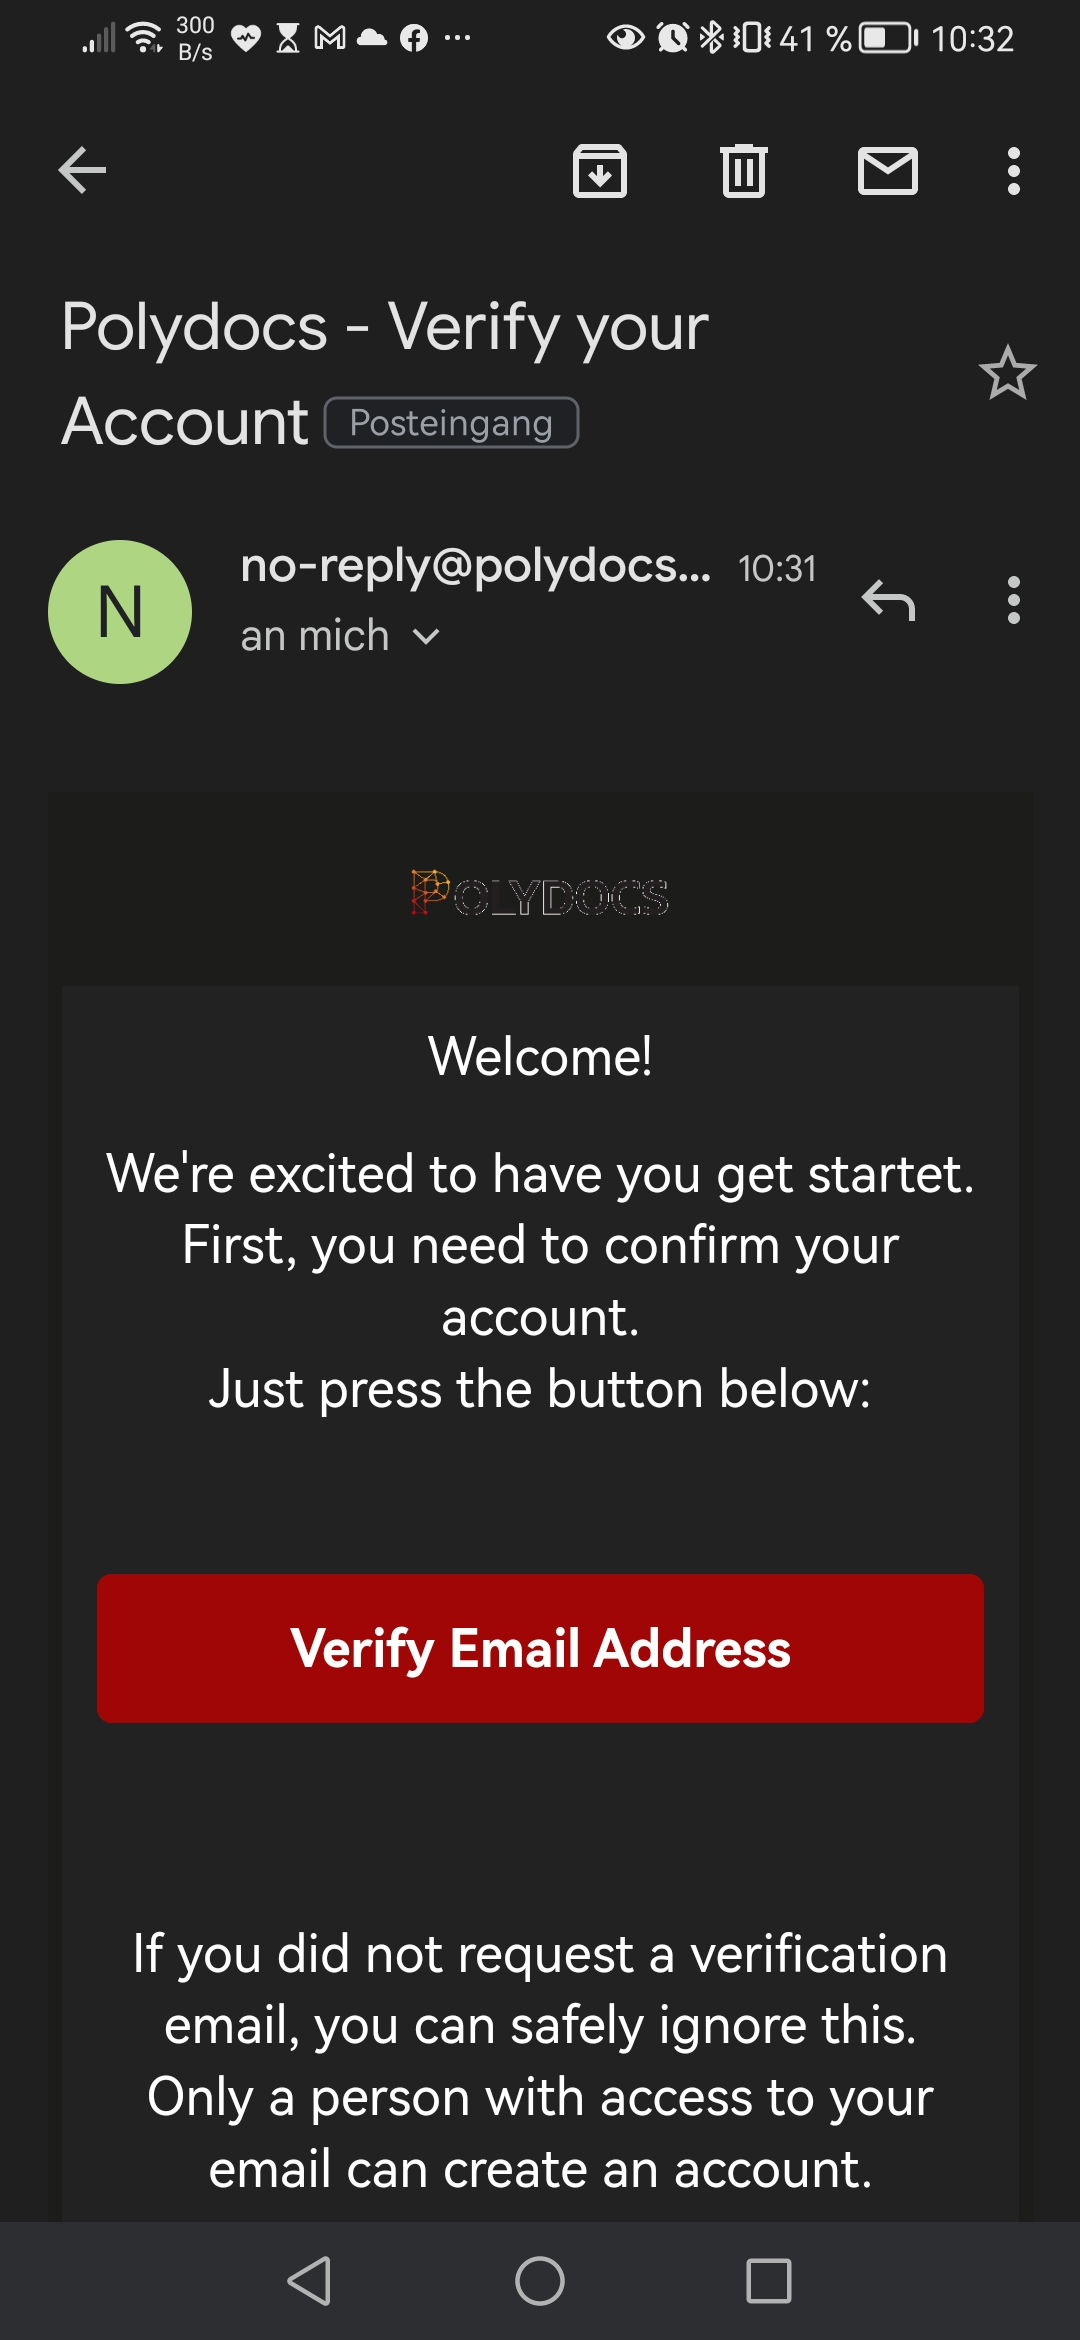 300
B/s
41 %
10:32
Polydocs - Verify your
Account Posteingang
N
no-reply@polydocs... 10:31
an mich
POLYDOCS
Welcome!
We're excited to have you get startet.
First, you need to confirm your
account.
Just press the button below:
Verify Email Address
If you did not request a verification
email, you can safely ignore this.
Only a person with access to your
email can create an account.